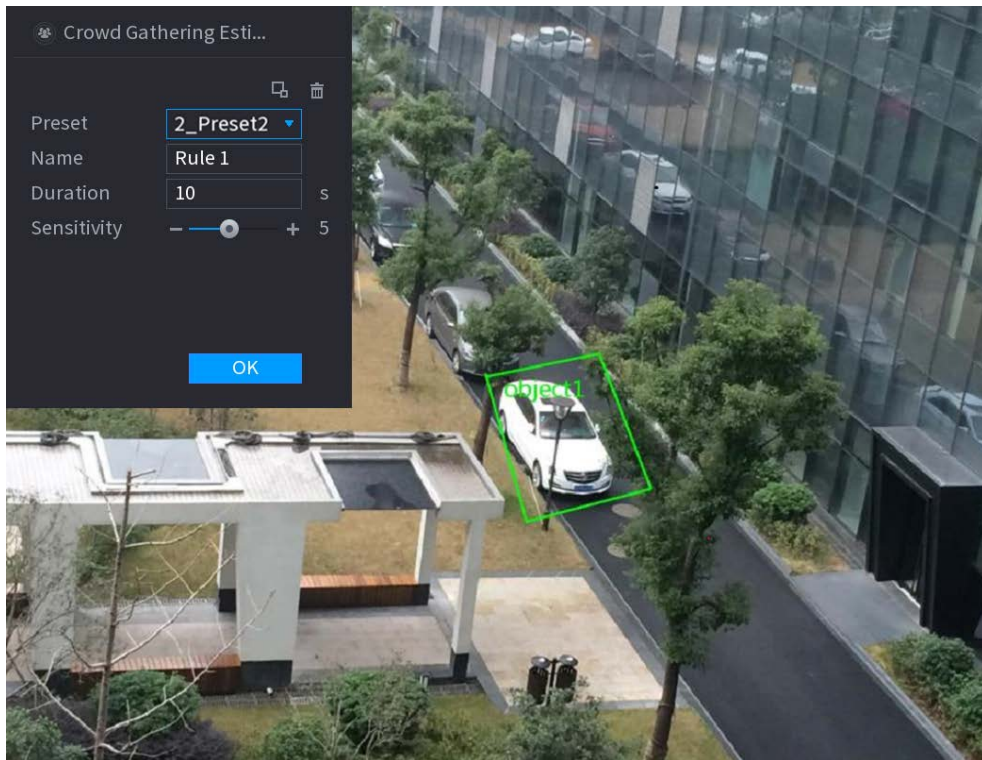 Crowd Gathering Esti...
Preset 2_Preset2
Name Rule 1
Duration 10 s
Sensitivity − + 5
OK
object1